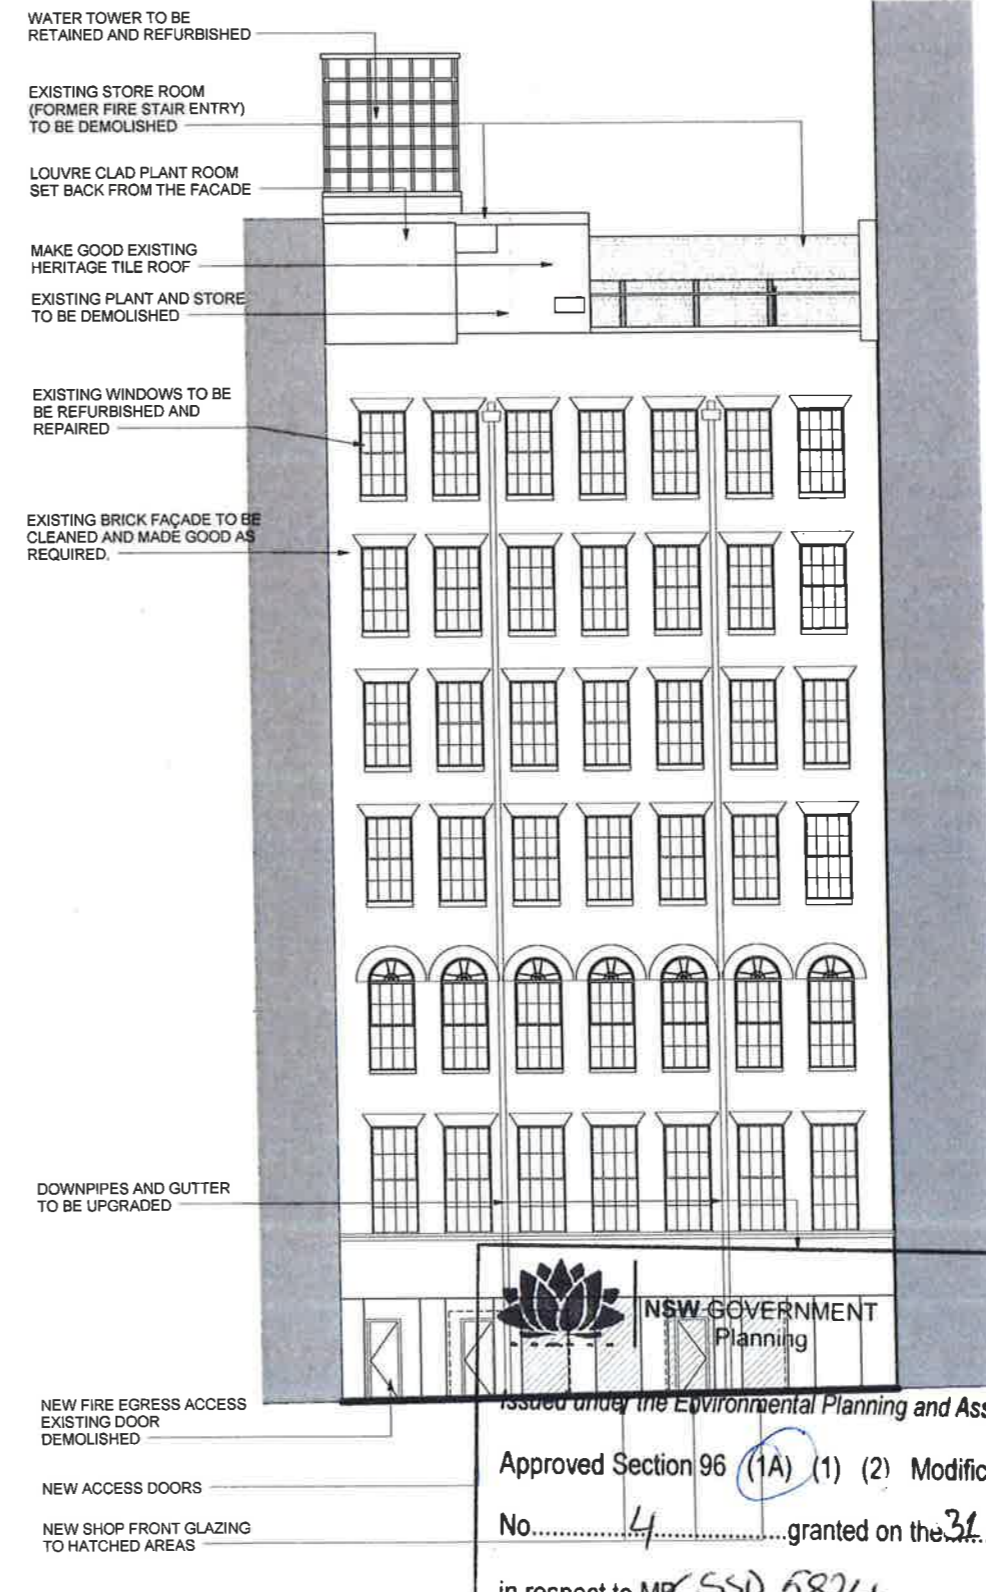 WATER TOWER TO BE
RETAINED AND REFURBISHED
EXISTING STORE ROOM
(FORMER FIRE STAIR ENTRY)
TO BE DEMOLISHED
LOUVRE CLAD PLANT ROOM
SET BACK FROM THE FACADE
MAKE GOOD EXISTING
HERITAGE TILE ROOF
EXISTING PLANT AND STORE
TO BE DEMOLISHED
EXISTING WINDOWS TO BE
BE REFURBISHED AND
REPAIRED
EXISTING BRICK FAÇADE TO BE
CLEANED AND MADE GOOD AS
REQUIRED.
DOWNPIPES AND GUTTER
TO BE UPGRADED
NSW GOVERNMENT
Planning
NEW FIRE EGRESS ACCESS
EXISTING DOOR
DEMOLISHED
NEW ACCESS DOORS
NEW SHOP FRONT GLAZING
TO HATCHED AREAS
Issued under the Environmental Planning and Ass
Approved Section 96 (1A) (1) (2) Modific
No. 4 granted on the 31
in respect to MP SSD